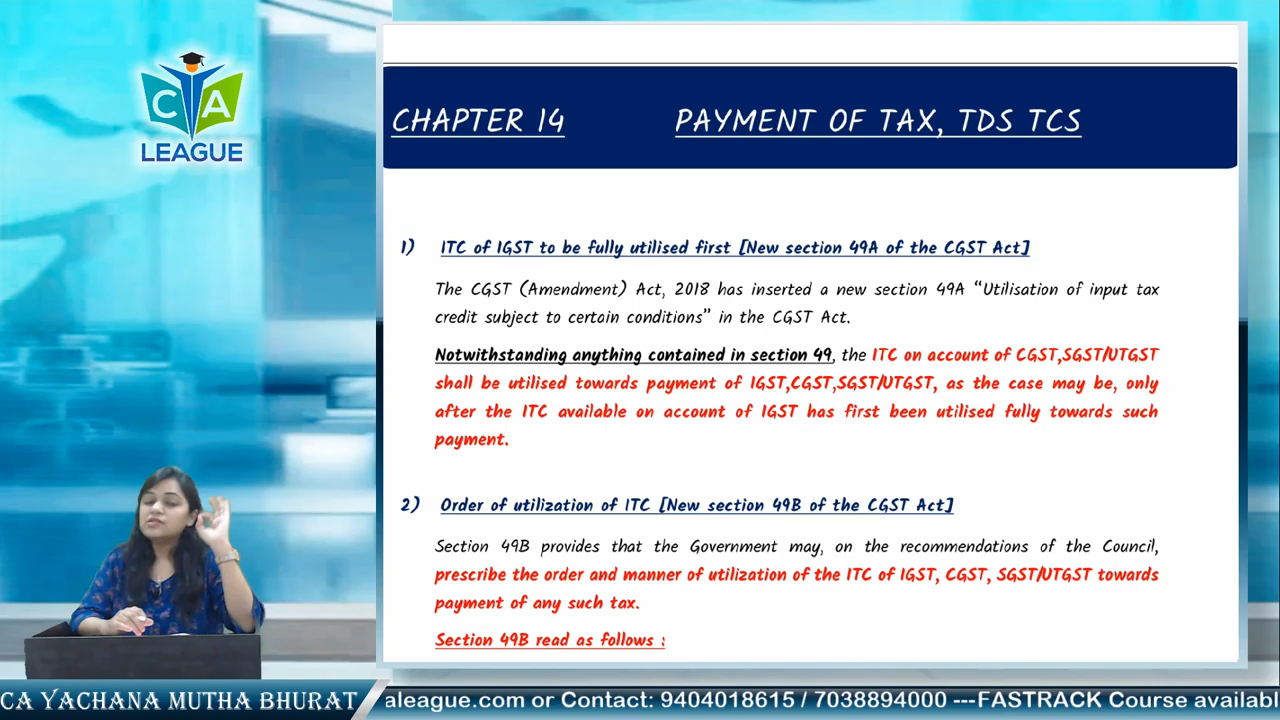 C A
LEAGUE
CHAPTER 14 PAYMENT OF TAX, TDS TCS
1) ITC of IGST to be fully utilised first [New section 49A of the CGST Act]
The CGST (Amendment) Act, 2018 has inserted a new section 49A “Utilisation of input tax
credit subject to certain conditions” in the CGST Act.
Notwithstanding anything contained in section 49, the ITC on account of CGST,SGST/UTGST
shall be utilised towards payment of IGST,CGST,SGST/UTGST, as the case may be, only
after the ITC available on account of IGST has first been utilised fully towards such
payment.
2) Order of utilization of ITC [New section 49B of the CGST Act]
Section 49B provides that the Government may, on the recommendations of the Council,
prescribe the order and manner of utilization of the ITC of IGST, CGST, SGST/UTGST towards
payment of any such tax.
Section 49B read as follows :
CA YACHANA MUTHA BHURAT
aleague.com or Contact: 9404018615 / 7038894000 ---FASTRACK Course availabl